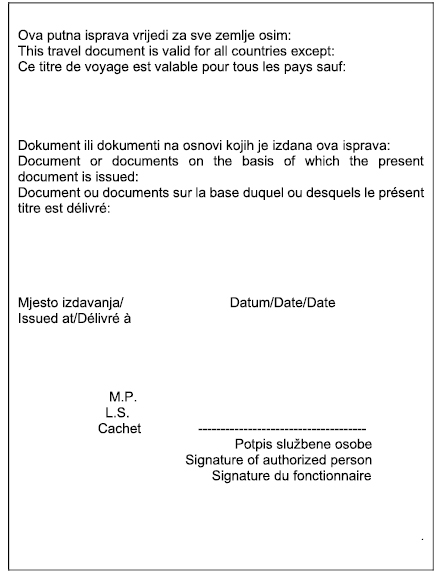 Ova putna isprava vrijedi za sve zemlje osim:
This travel document is valid for all countries except:
Ce titre de voyage est valable pour tous les pays sauf:
Dokument ili dokumenti na osnovi kojih je izdana ova isprava:
Document or documents on the basis of which the present
document is issued:
Document ou documents sur la base duquel ou desquels le présent
titre est délivré:
Mjesto izdavanja/ Datum/Date/Date
Issued at/Délivré à
M.P.
L.S.
Cachet ------------------------------------
Potpis službene osobe
Signature of authorized person
Signature du fonctionnaire
.